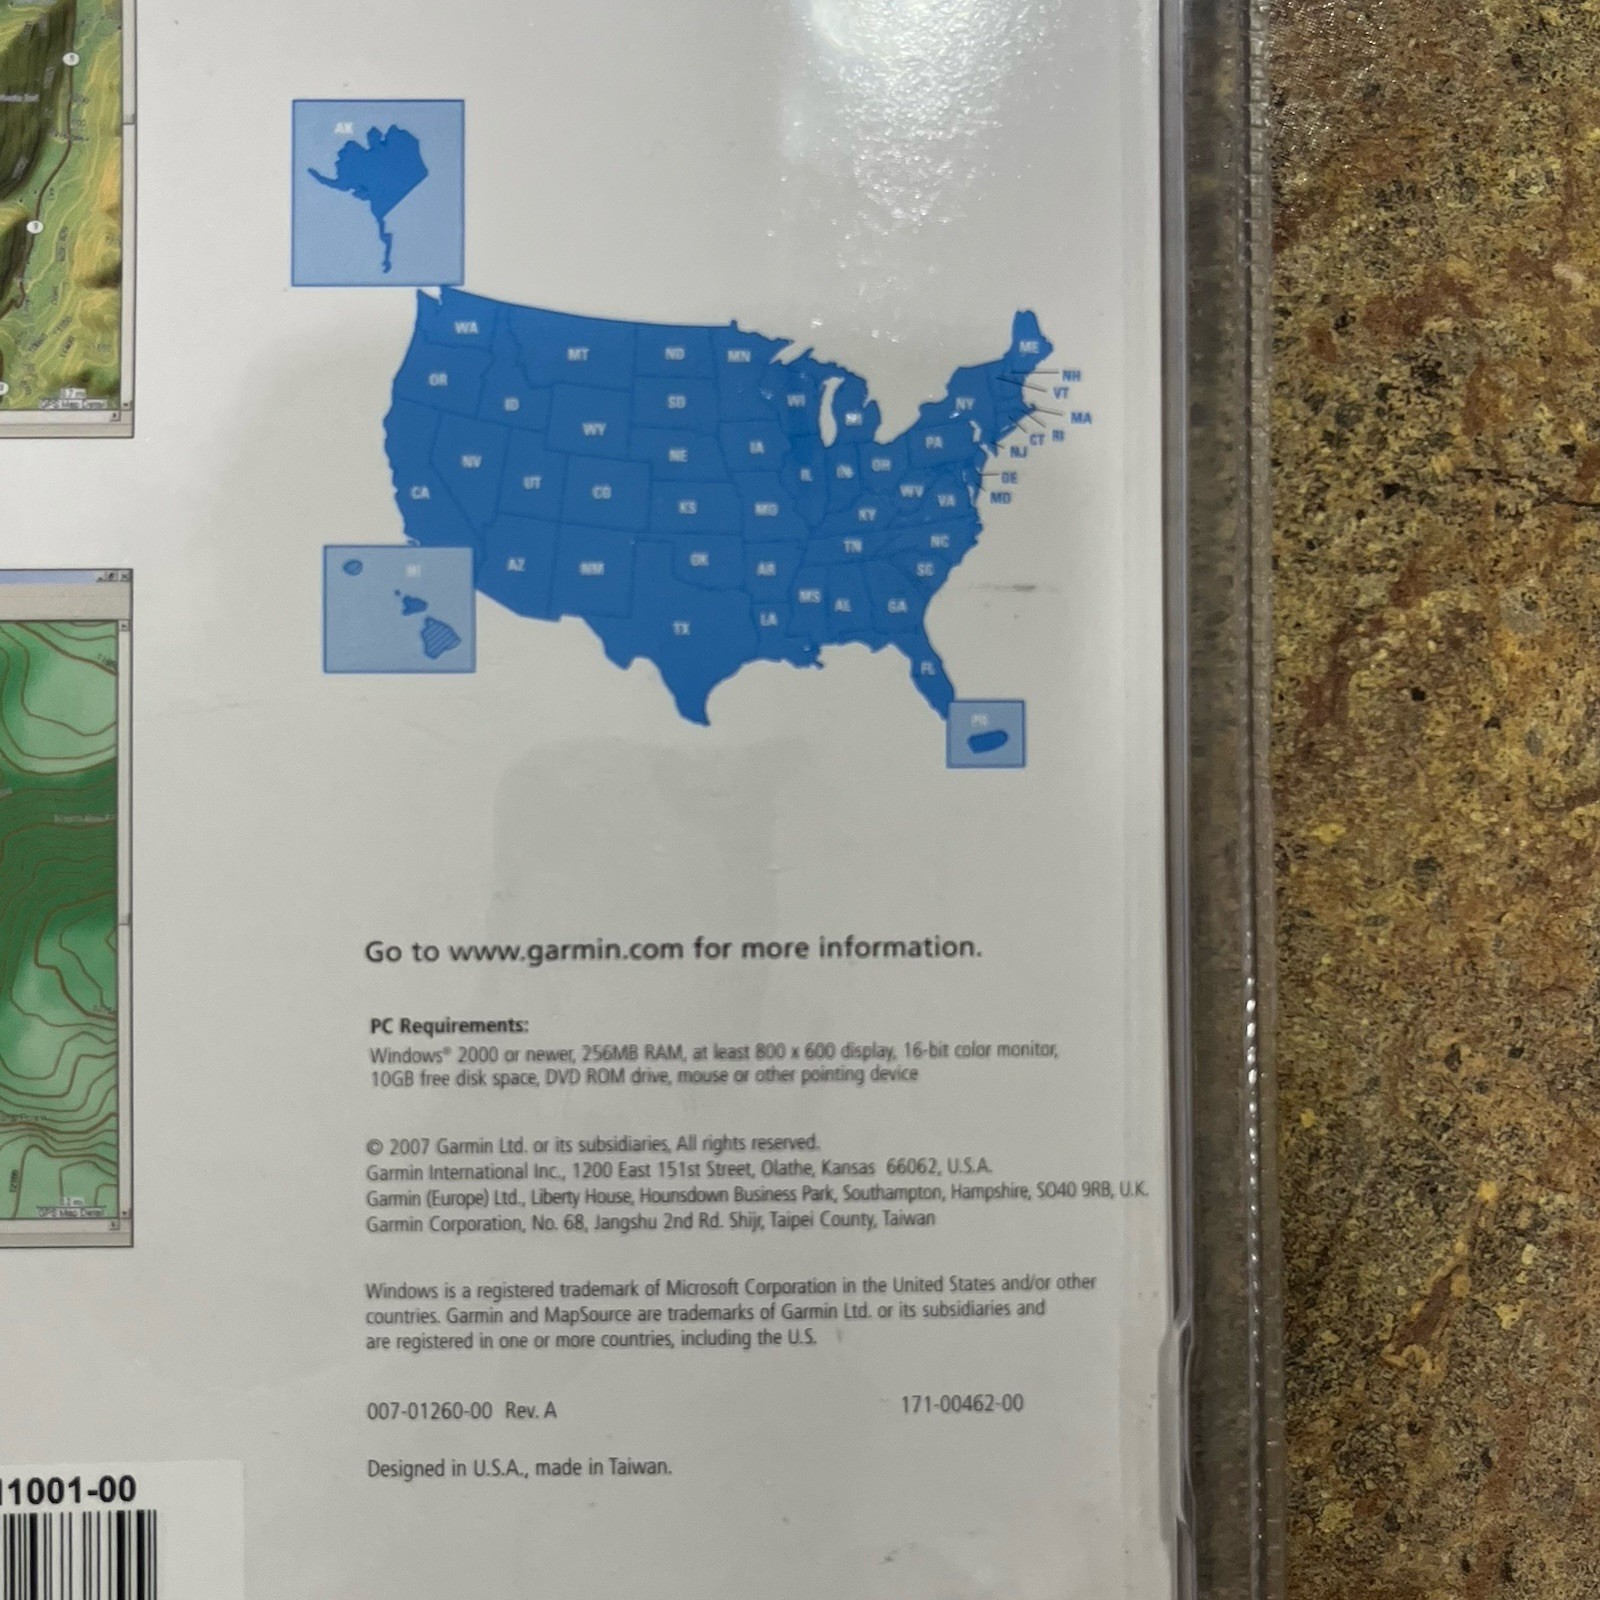 AK
WA
MT
ND
MN
ME
OR
ID
SD
WI
MI
NY
NH
VT
MA
WY
RI
CT
NJ
PA
NV
NE
IA
UT
CO
IL
IN
OH
DE
MD
CA
KS
MO
WV
VA
KY
AZ
NM
OK
AR
TN
NC
SC
HI
TX
LA
MS
AL
GA
FL
PR
Go to www.garmin.com for more information.
PC Requirements:
Windows® 2000 or newer, 256MB RAM, at least 800 x 600 display, 16-bit color monitor,
10GB free disk space, DVD ROM drive, mouse or other pointing device
© 2007 Garmin Ltd. or its subsidiaries, All rights reserved.
Garmin International Inc., 1200 East 151st Street, Olathe, Kansas 66062, U.S.A.
Garmin (Europe) Ltd., Liberty House, Hounsdown Business Park, Southampton, Hampshire, SO40 9RB, U.K.
Garmin Corporation, No. 68, Jangshu 2nd Rd. Shijr, Taipei County, Taiwan
Windows is a registered trademark of Microsoft Corporation in the United States and/or other
countries. Garmin and MapSource are trademarks of Garmin Ltd. or its subsidiaries and
are registered in one or more countries, including the U.S.
007-01260-00 Rev. A
171-00462-00
Designed in U.S.A., made in Taiwan.
11001-00